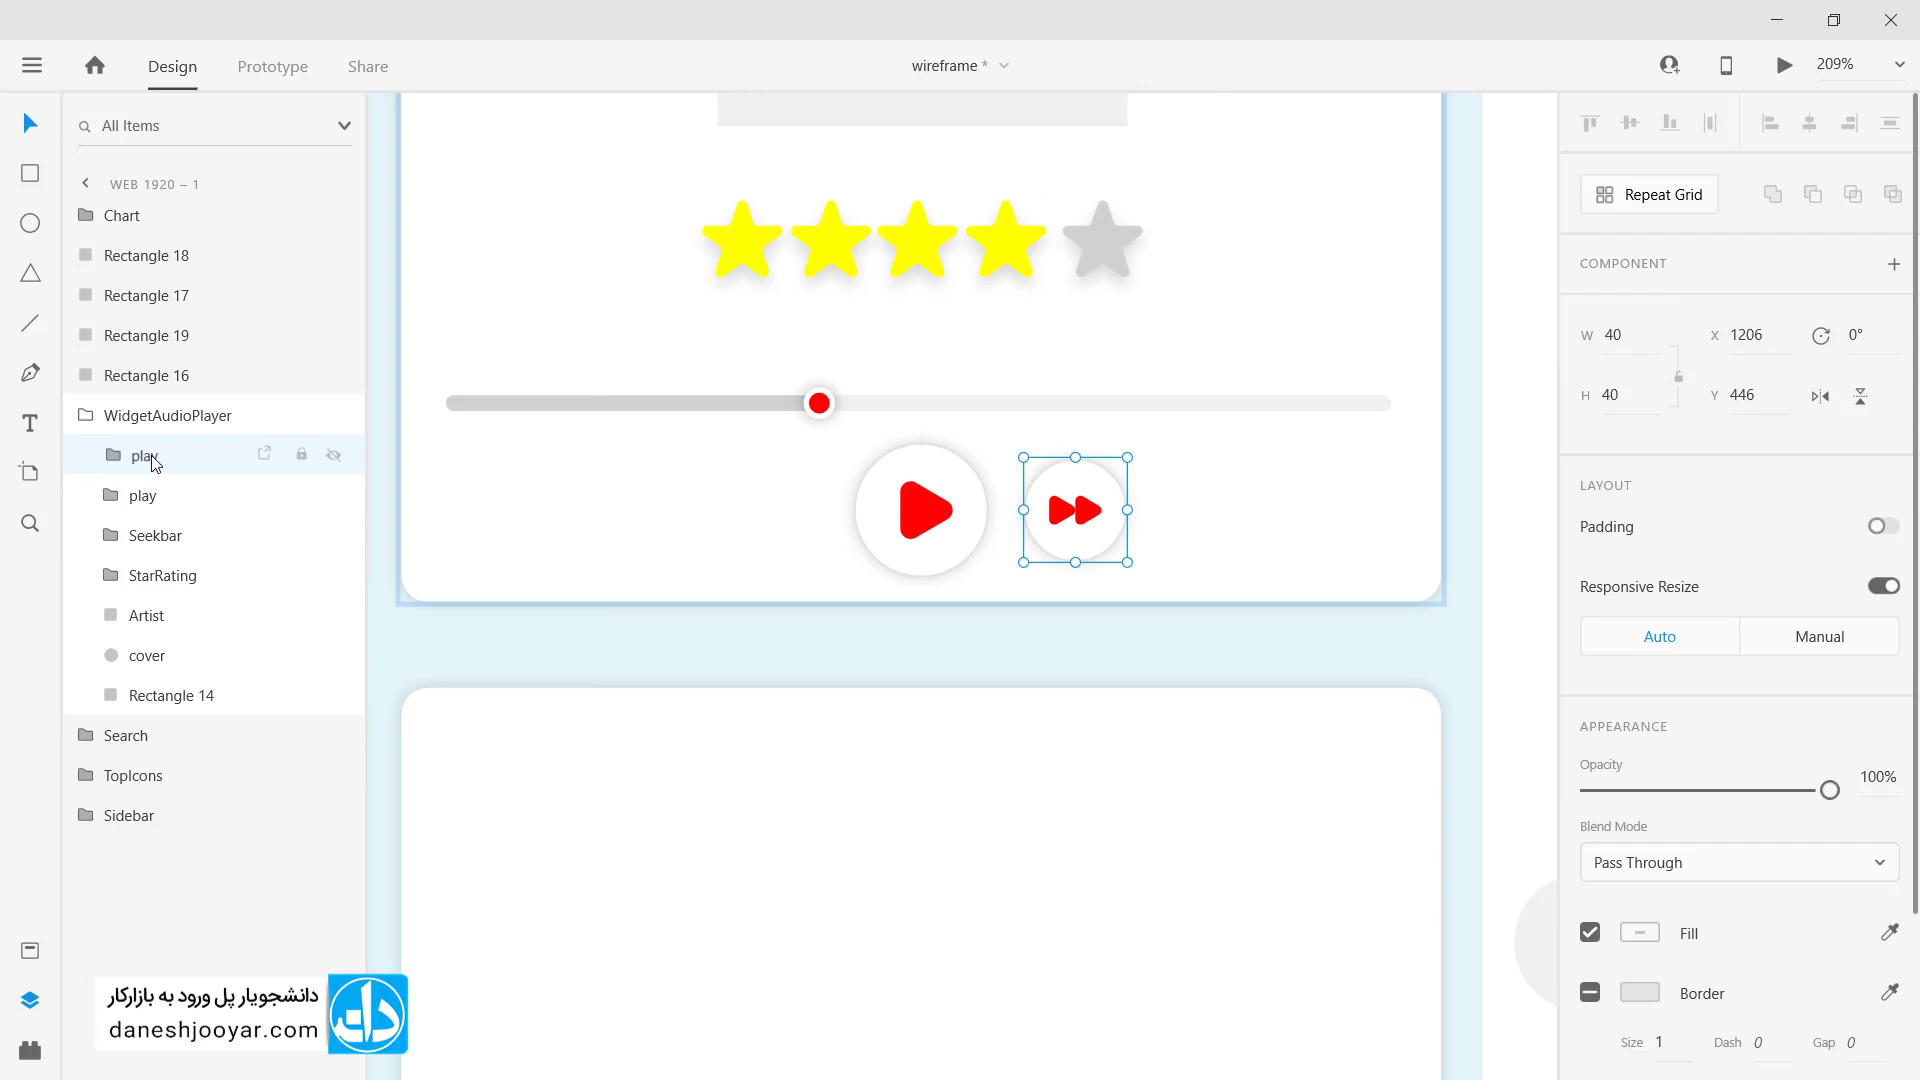 Design
Prototype
Share
wireframe *
209%
All Items
WEB 1920 – 1
Chart
Rectangle 18
Rectangle 17
Rectangle 19
Rectangle 16
WidgetAudioPlayer
play
play
Seekbar
StarRating
Artist
cover
Rectangle 14
Search
TopIcons
Sidebar
دانشجویار پل ورود به بازارکار
daneshjooyar.com
Repeat Grid
COMPONENT
W 40
X 1206
0°
H 40
Y 446
LAYOUT
Padding
Responsive Resize
Auto
Manual
APPEARANCE
Opacity
100%
Blend Mode
Pass Through
Fill
Border
Size 1
Dash 0
Gap 0